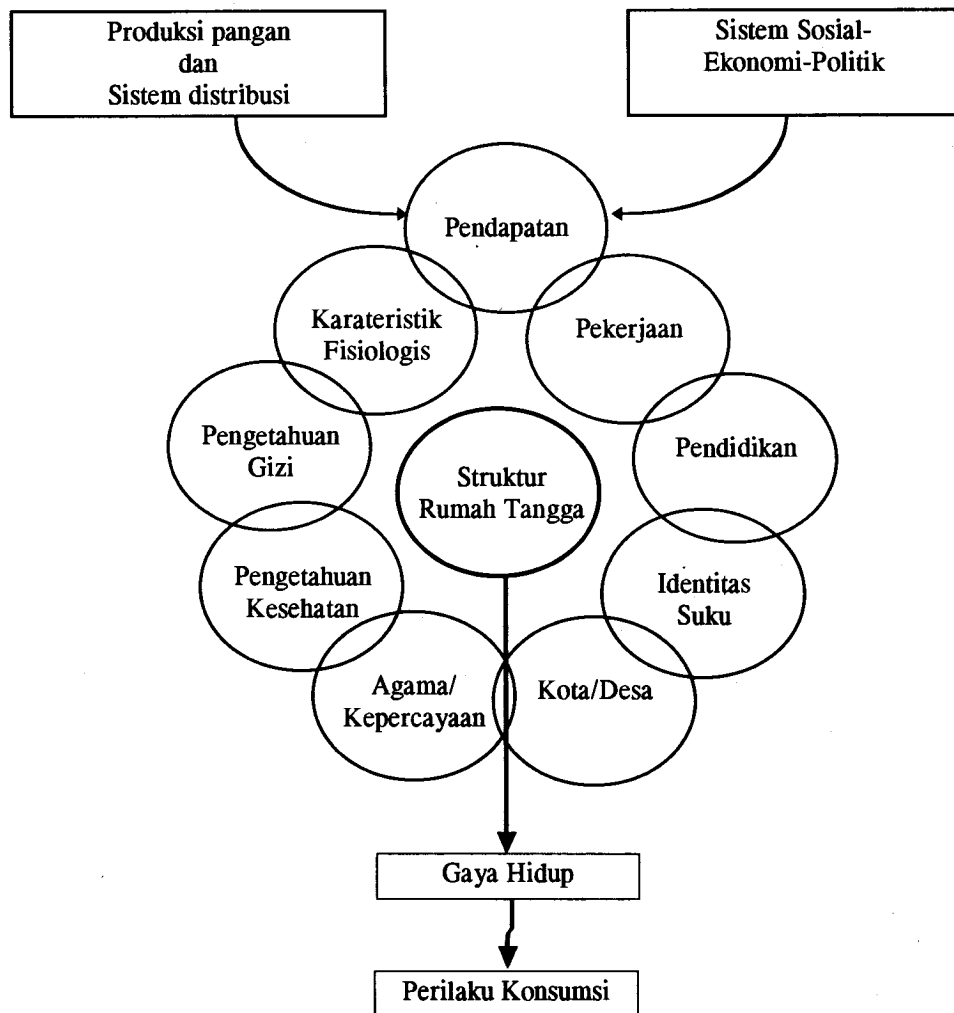 Produksi pangan
dan
Sistem distribusi
Sistem Sosial-
Ekonomi-Politik
Pendapatan
Karateristik
Fisiologis
Pekerjaan
Pengetahuan
Gizi
Struktur
Rumah Tangga
Pendidikan
Pengetahuan
Kesehatan
Identitas
Suku
Agama/
Kepercayaan
Kota/Desa
Gaya Hidup
Perilaku Konsumsi